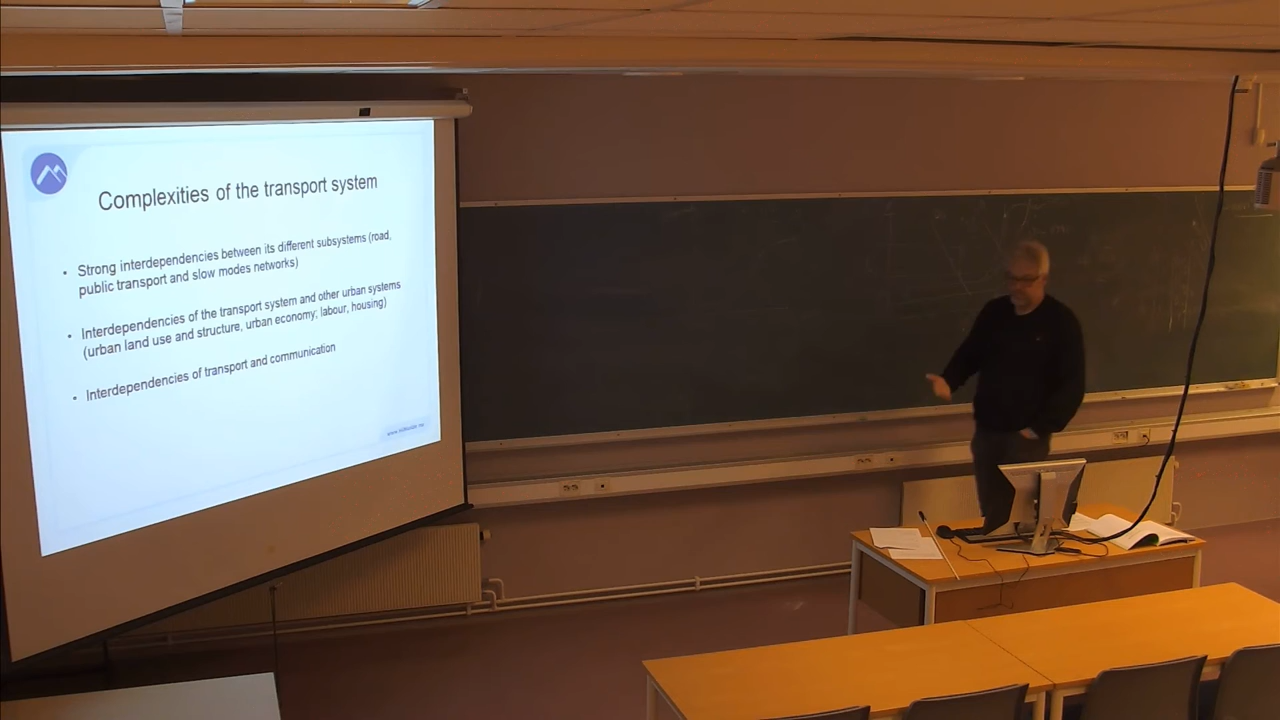 Complexities of the transport system
• Strong interdependencies between its different subsystems (road,
public transport and slow modes networks)
• Interdependencies of the transport system and other urban systems
(urban land use and structure, urban economy; labour, housing)
• Interdependencies of transport and communication